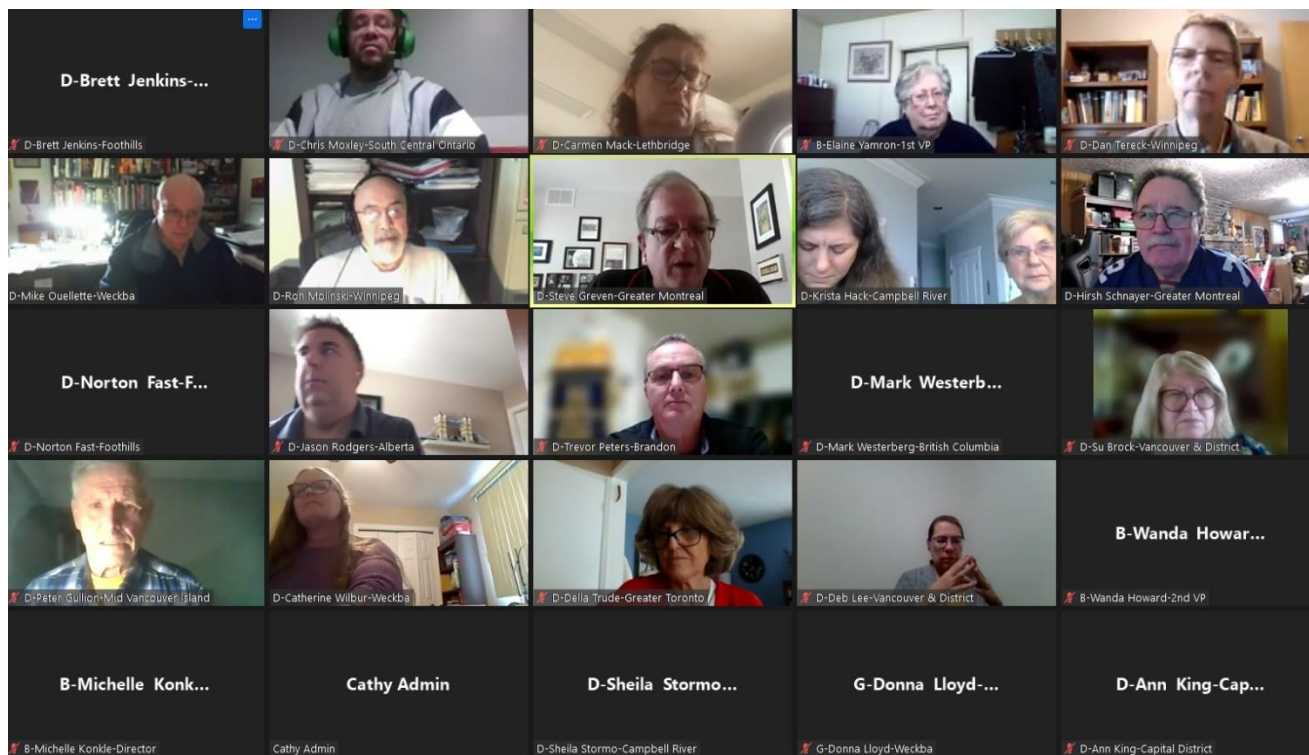 D-Brett Jenkins-...
D-Brett Jenkins-Foothills
D-Chris Moxley-South Central Ontario
D-Carmen Mack-Lethbridge
B-Elaine Yamron-1st VP
D-Dan Tereck-Winnipeg
D-Mike Ouellette-Weckba
D-Ron Molinski-Winnipeg
D-Steve Greven-Greater Montreal
D-Krista Hack-Campbell River
D-Hirsh Schnayer-Greater Montreal
D-Norton Fast-F...
D-Norton Fast-Foothills
D-Jason Rodgers-Alberta
D-Trevor Peters-Brandon
D-Mark Westerb...
D-Mark Westerberg-British Columbia
D-Su Brock-Vancouver & District
D-Peter Gullion-Mid Vancouver Island
D-Catherine Wilbur-Weckba
D-Della Trude-Greater Toronto
D-Deb Lee-Vancouver & District
B-Wanda Howar...
B-Wanda Howard-2nd VP
B-Michelle Konk...
B-Michelle Konkle-Director
Cathy Admin
Cathy Admin
D-Sheila Stormo...
D-Sheila Stormo-Campbell River
G-Donna Lloyd-...
G-Donna Lloyd-Weckba
D-Ann King-Cap...
D-Ann King-Capital District